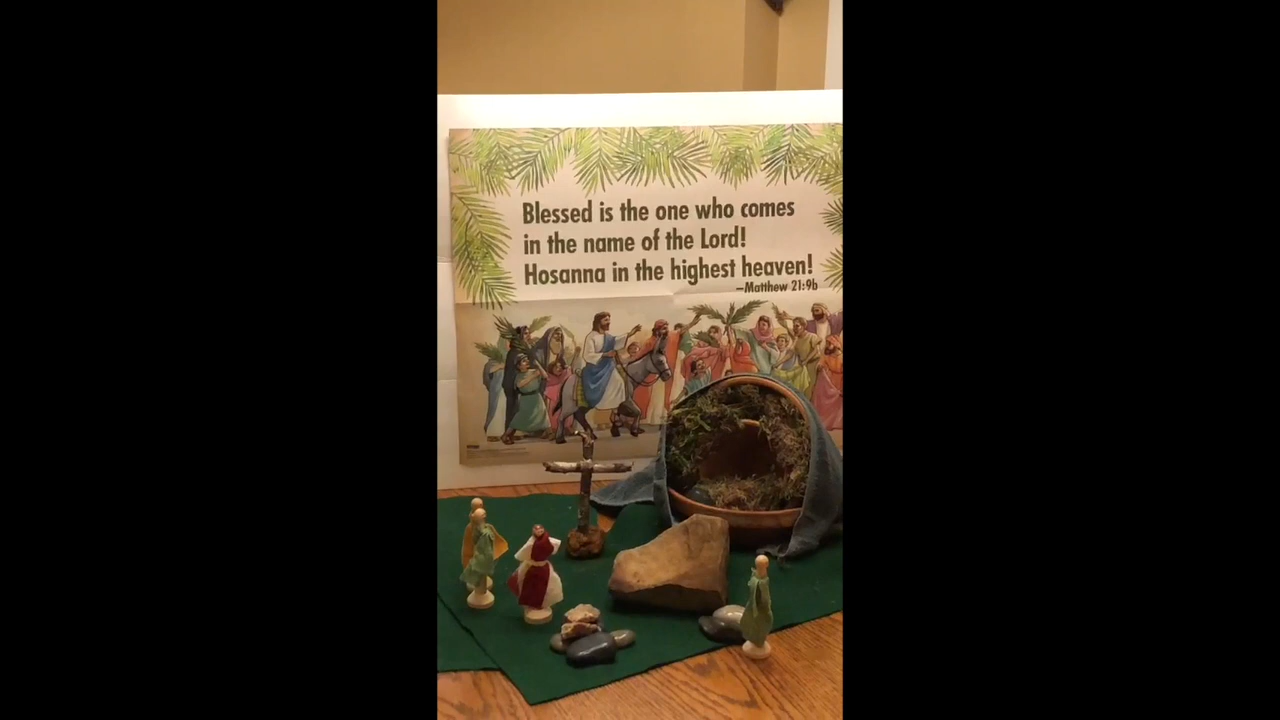 Blessed is the one who comes
in the name of the Lord!
Hosanna in the highest heaven!
–Matthew 21:9b